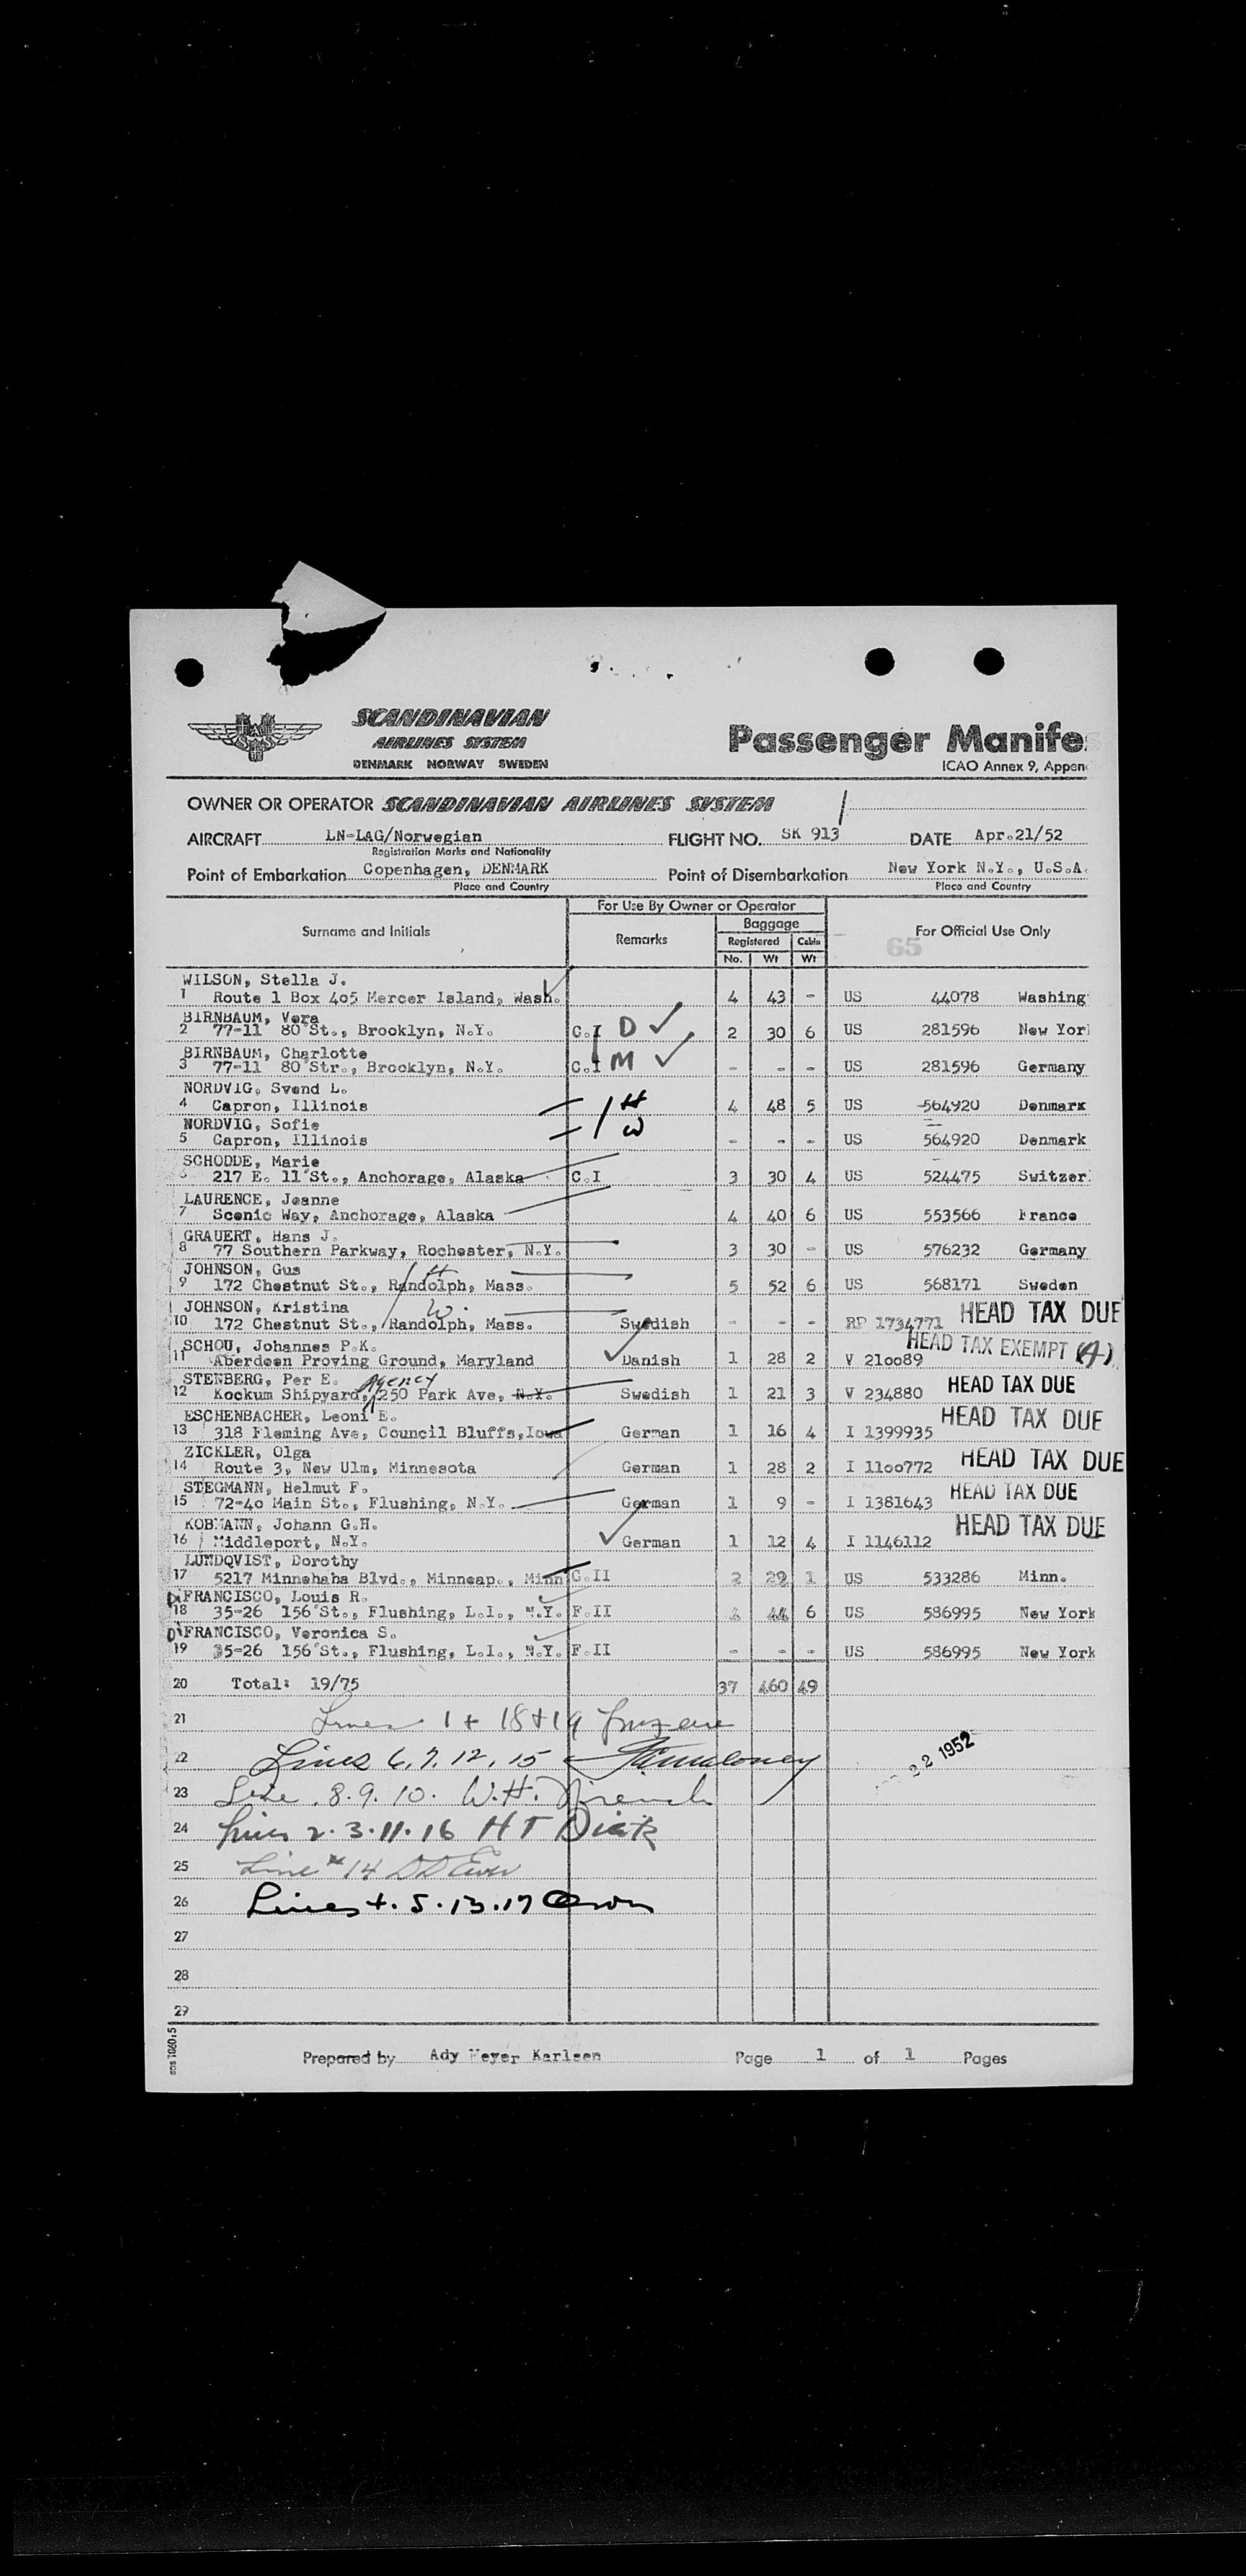 SCANDINAVIAN
AIRLINES SYSTEM
DENMARK NORWAY SWEDEN
Passenger Manife
ICAO Annex 9, Appen
OWNER OR OPERATOR SCANDINAVIAN AIRLINES SYSTEM
AIRCRAFT LN-LAG/Norwegian FLIGHT NO. SK 913 DATE Apr.21/52
Registration Marks and Nationality
Point of Embarkation Copenhagen, DENMARK Point of Disembarkation New York N.Y., U.S.A.
Place and Country Place and Country
For Use By Owner or Operator
Surname and Initials Remarks Baggage For Official Use Only
Registered Cabin 65
No. Wt Wt
WILSON, Stella J.
1 Route 1 Box 405 Mercer Island, Wash. 4 43 - US 44078 Washing
BIRNBAUM, Vera
2 77-11 80 St., Brooklyn, N.Y. C.I D 2 30 6 US 281596 New Yor
BIRNBAUM, Charlotte
3 77-11 80 Str., Brooklyn, N.Y. C.I M - - - US 281596 Germany
NORDVIG, Svend L.
4 Capron, Illinois H 4 48 5 US 564920 Denmark
NORDVIG, Sofie
5 Capron, Illinois W - - - US 564920 Denmark
SCHODDE, Marie
217 E. 11 St., Anchorage, Alaska C.I 3 30 4 US 524475 Switzer
LAURENCE, Jeanne
7 Scenic Way, Anchorage, Alaska 4 40 6 US 553566 France
GRAUERT, Hans J.
8 77 Southern Parkway, Rochester, N.Y. 3 30 - US 576232 Germany
JOHNSON, Gus H
9 172 Chestnut St., Randolph, Mass. 5 52 6 US 568171 Sweden
JOHNSON, Kristina W.
10 172 Chestnut St., Randolph, Mass. Swedish - - - RP 1734771 HEAD TAX DUE
SCHOU, Johannes P.K. HEAD TAX EXEMPT (A)
11 Aberdeen Proving Ground, Maryland Danish 1 28 2 V 210089
STENBERG, Per E. Agency
12 Kockum Shipyard, 250 Park Ave, N.Y. Swedish 1 21 3 V 234880 HEAD TAX DUE
ESCHENBACHER, Leoni E.
13 318 Fleming Ave, Council Bluffs, Iowa German 1 16 4 I 1399935 HEAD TAX DUE
ZICKLER, Olga
14 Route 3, New Ulm, Minnesota German 1 28 2 I 1100772 HEAD TAX DUE
STEGMANN, Helmut F.
15 72-40 Main St., Flushing, N.Y. German 1 9 - I 1381643 HEAD TAX DUE
KOBMANN, Johann G.H.
16 Middleport, N.Y. German 1 12 4 I 1146112 HEAD TAX DUE
LUNDQVIST, Dorothy
17 5217 Minnehaha Blvd., Minneap., Minn C.II 2 29 1 US 533286 Minn.
FRANCISCO, Louis R.
18 35-26 156 St., Flushing, L.I., N.Y. F.II 4 44 6 US 586995 New York
FRANCISCO, Veronica S.
19 35-26 156 St., Flushing, L.I., N.Y. F.II - - - US 586995 New York
20 Total: 19/75 37 460 49
21 Lines 1 + 18+19
22 Lines 6, 7, 12, 15 22 1952
23 Line 8. 9. 10. W.H. French
24 Lines 2. 3. 11. 16 HT Dick
25 Line # 14
26 Lines 4. 5. 13. 17
27
28
29
Prepared by Ady Meyer Karlsen Page 1 of 1 Pages